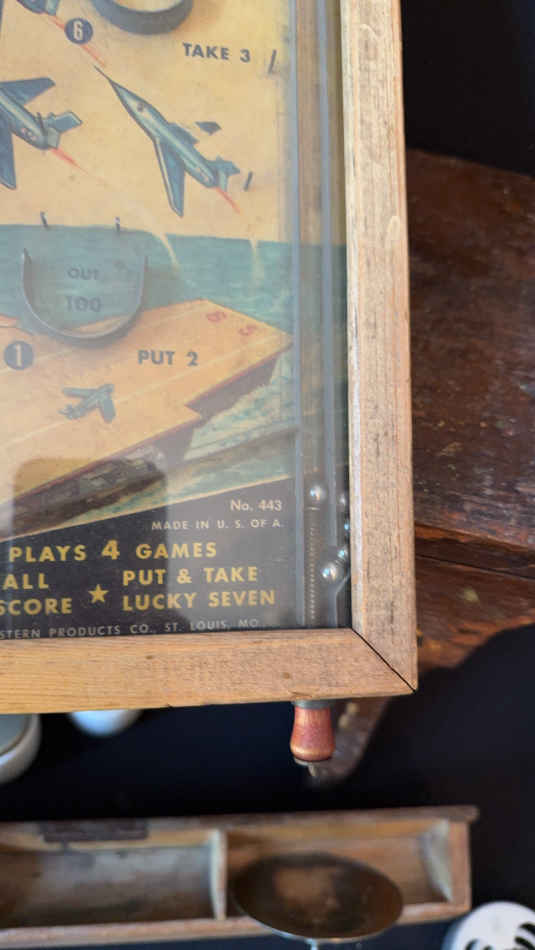 6
TAKE 3
OUT
TOO
1
PUT 2
No. 443
MADE IN U. S. OF A.
PLAYS 4 GAMES
ALL PUT & TAKE
SCORE ★ LUCKY SEVEN
STERN PRODUCTS CO., ST. LOUIS, MO.